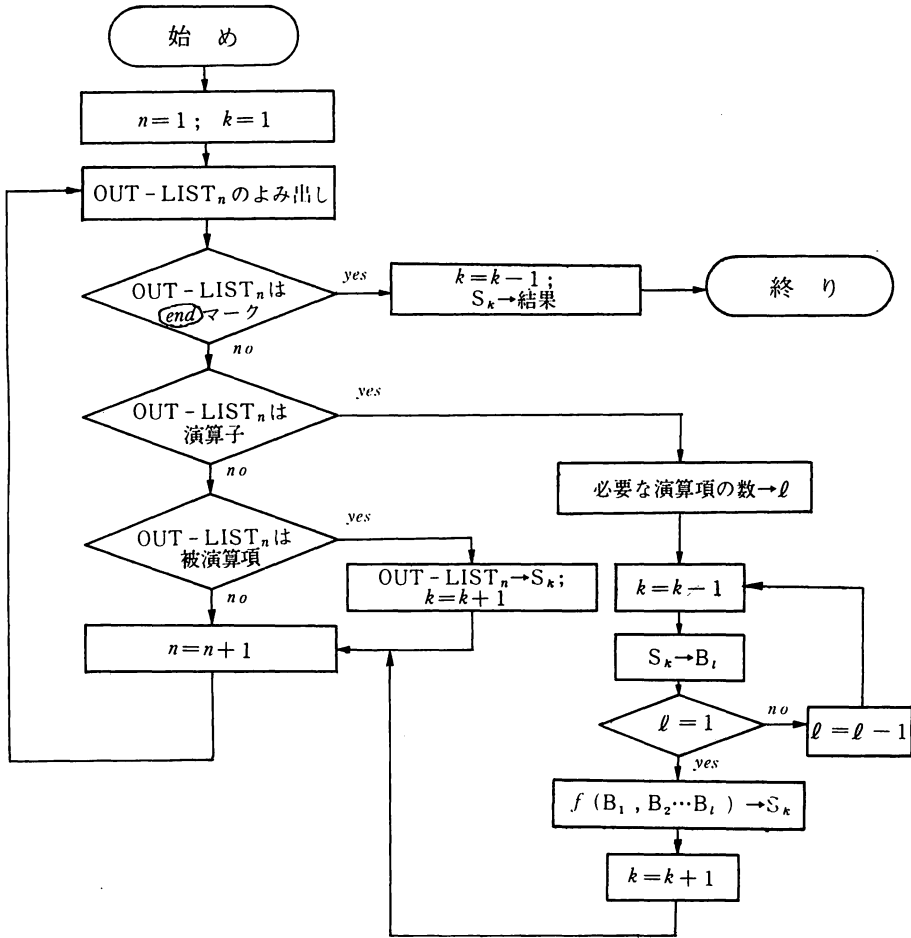 始 め
n=1; k=1
OUT-LISTₙのよみ出し
OUT-LISTₙは
endマーク
yes
k=k-1;
Sₖ→結果
終 り
no
OUT-LISTₙは
演算子
yes
必要な演算項の数→ℓ
no
OUT-LISTₙは
被演算項
yes
OUT-LISTₙ→Sₖ;
k=k+1
no
n=n+1
k=k-1
Sₖ→Bₗ
ℓ=1
no
ℓ=ℓ-1
yes
f(B₁, B₂…Bₗ)→Sₖ
k=k+1